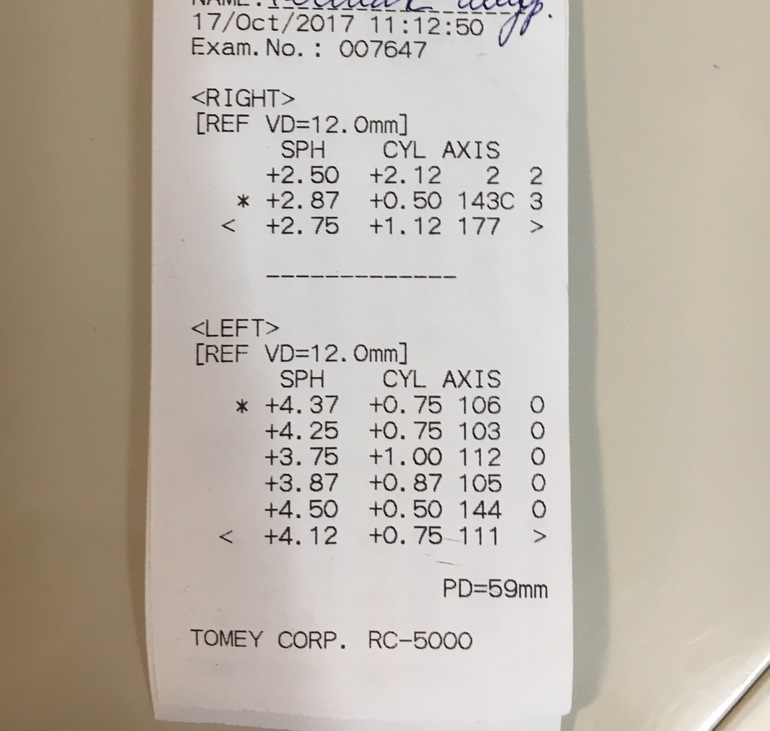 NAME:
17/Oct/2017 11:12:50
Exam.No.: 007647
<RIGHT>
[REF VD=12.0mm]
SPH CYL AXIS
+2.50 +2.12 2 2
* +2.87 +0.50 143C 3
< +2.75 +1.12 177 >
-------------
<LEFT>
[REF VD=12.0mm]
SPH CYL AXIS
* +4.37 +0.75 106 0
+4.25 +0.75 103 0
+3.75 +1.00 112 0
+3.87 +0.87 105 0
+4.50 +0.50 144 0
< +4.12 +0.75 111 >
PD=59mm
TOMEY CORP. RC-5000